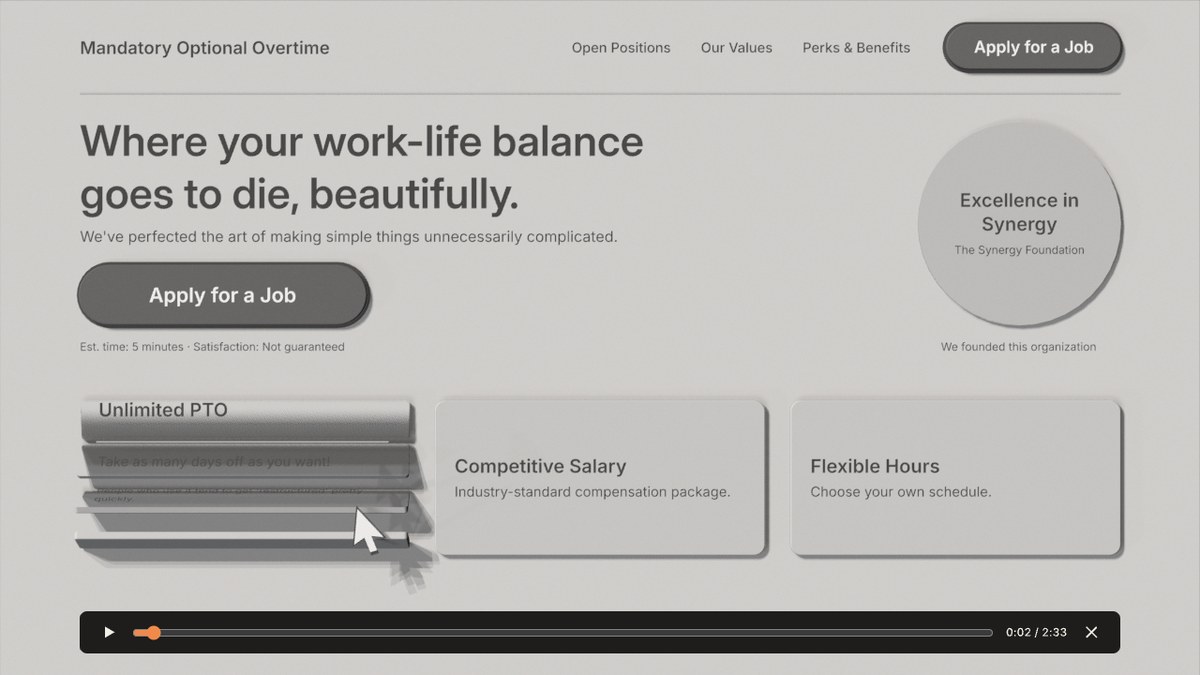 Mandatory Optional Overtime
Open Positions
Our Values
Perks & Benefits
Apply for a Job
Where your work-life balance
goes to die, beautifully.
We've perfected the art of making simple things unnecessarily complicated.
Apply for a Job
Est. time: 5 minutes · Satisfaction: Not guaranteed
Excellence in
Synergy
The Synergy Foundation
We founded this organization
Unlimited PTO
Take as many days off as you want!
quickly.
Competitive Salary
Industry-standard compensation package.
Flexible Hours
Choose your own schedule.
0:02 / 2:33